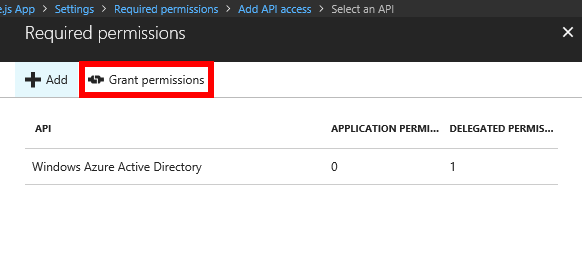 e.js App > Settings > Required permissions > Add API access > Select an API
Required permissions
Add Grant permissions
API APPLICATION PERMI... DELEGATED PERMISS...
Windows Azure Active Directory 0 1